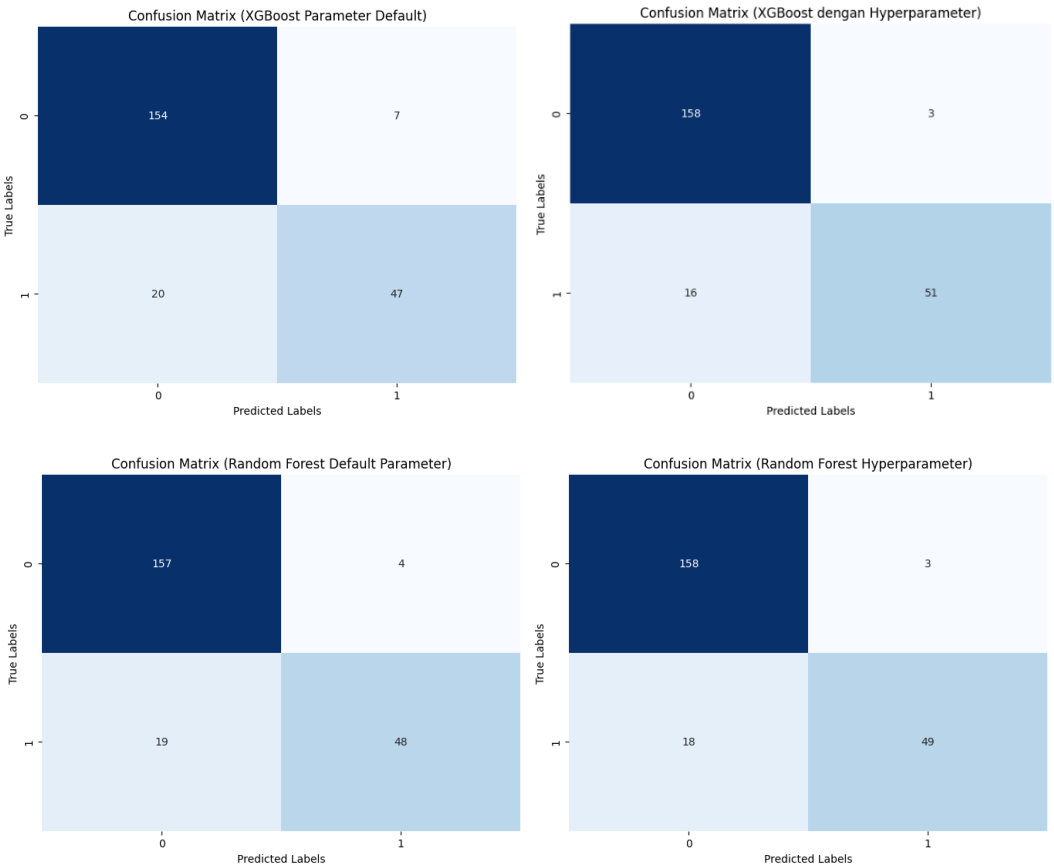 Confusion Matrix (XGBoost Parameter Default)
0
154
7
True Labels
1
20
47
0
1
Predicted Labels
Confusion Matrix (XGBoost dengan Hyperparameter)
0
158
3
True Labels
1
16
51
0
1
Predicted Labels
Confusion Matrix (Random Forest Default Parameter)
0
157
4
True Labels
1
19
48
0
1
Predicted Labels
Confusion Matrix (Random Forest Hyperparameter)
0
158
3
True Labels
1
18
49
0
1
Predicted Labels